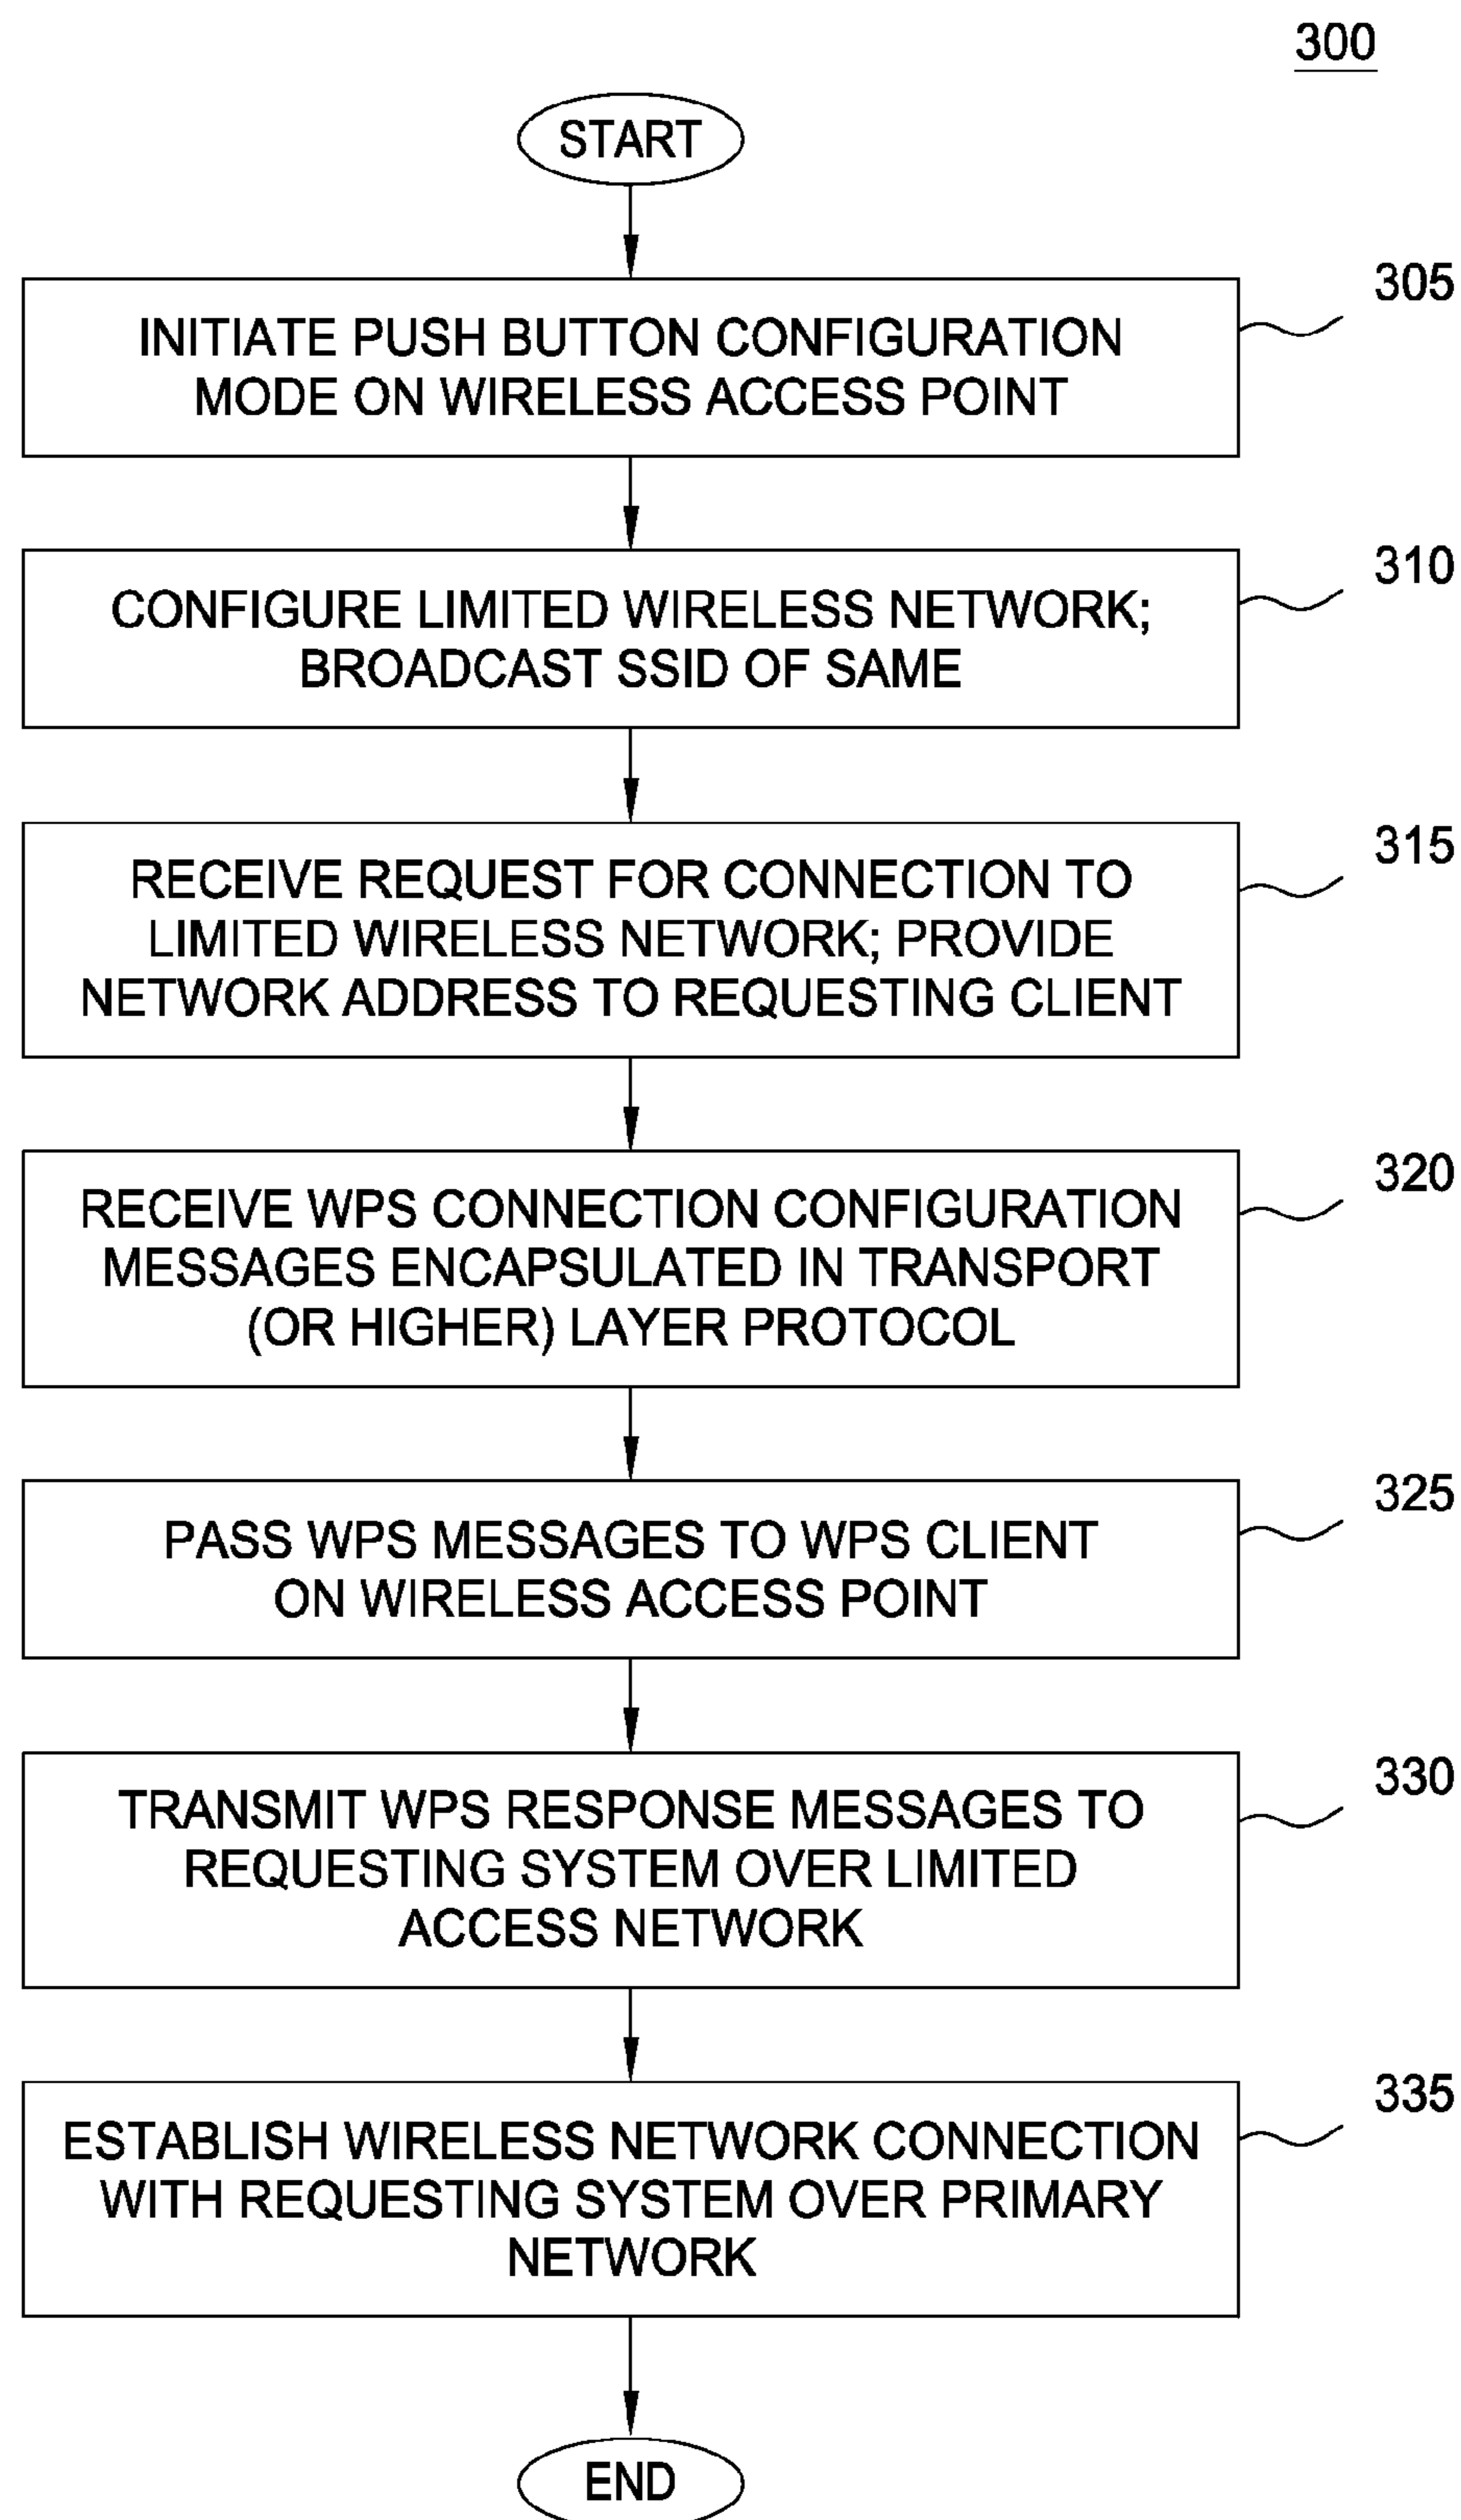 300
START
305
INITIATE PUSH BUTTON CONFIGURATION
MODE ON WIRELESS ACCESS POINT
310
CONFIGURE LIMITED WIRELESS NETWORK;
BROADCAST SSID OF SAME
315
RECEIVE REQUEST FOR CONNECTION TO
LIMITED WIRELESS NETWORK; PROVIDE
NETWORK ADDRESS TO REQUESTING CLIENT
320
RECEIVE WPS CONNECTION CONFIGURATION
MESSAGES ENCAPSULATED IN TRANSPORT
(OR HIGHER) LAYER PROTOCOL
325
PASS WPS MESSAGES TO WPS CLIENT
ON WIRELESS ACCESS POINT
330
TRANSMIT WPS RESPONSE MESSAGES TO
REQUESTING SYSTEM OVER LIMITED
ACCESS NETWORK
335
ESTABLISH WIRELESS NETWORK CONNECTION
WITH REQUESTING SYSTEM OVER PRIMARY
NETWORK
END